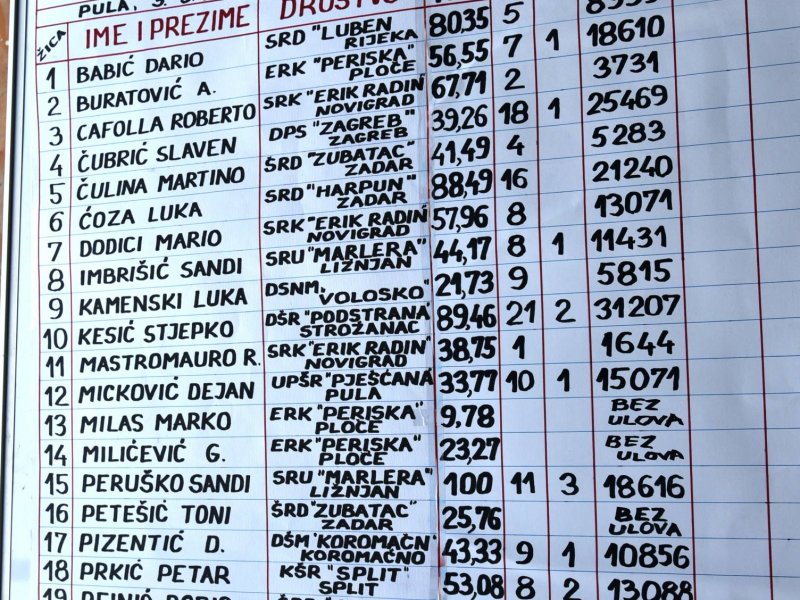 PULA,
ŽICA IME I PREZIME DRUŠTVO
1 BABIĆ DARIO SRD "LUBEN RIJEKA 80,35 5
2 BURATOVIĆ A. ERK "PERISKA" PLOČE 56,55 7 1 18610
3 CAFOLLA ROBERTO SRK "ERIK RADIN" NOVIGRAD 67,71 2 3731
4 ČUBRIĆ SLAVEN DPS "ZAGREB" ZAGREB 39,26 18 1 25469
5 ČULINA MARTINO ŠRD "ZUBATAC" ZADAR 41,49 4 5283
6 ĆOZA LUKA SRD "HARPUN" ZADAR 88,49 16 21240
7 DODICI MARIO SRK "ERIK RADIN" NOVIGRAD 57,96 8 13071
8 IMBRIŠIĆ SANDI SRU "MARLERA" LIŽNJAN 44,17 8 1 11431
9 KAMENSKI LUKA DSNM, VOLOSKO" 21,73 9 5815
10 KESIĆ STJEPKO DŠR "PODSTRANA" STROŽANAC 89,46 21 2 31207
11 MASTROMAURO R. SRK "ERIK RADIN" NOVIGRAD 38,75 1 1644
12 MICKOVIĆ DEJAN UPŠR "PJEŠČANA PULA 33,77 10 1 15071
13 MILAS MARKO ERK "PERISKA" PLOČE 9,78 BEZ ULOVA
14 MILIĆEVIĆ G. ERK "PERISKA" PLOČE 23,27 BEZ ULOVA
15 PERUŠKO SANDI SRU "MARLERA" LIŽNJAN 100 11 3 18616
16 PETEŠIĆ TONI ŠRD "ZUBATAC" ZADAR 25,76 BEZ ULOVA
17 PIZENTIĆ D. DŠM "KOROMAČN" KOROMAČNO 43,33 9 1 10856
18 PRKIĆ PETAR KŠR "SPLIT" SPLIT 53,08 8 2 13088
19